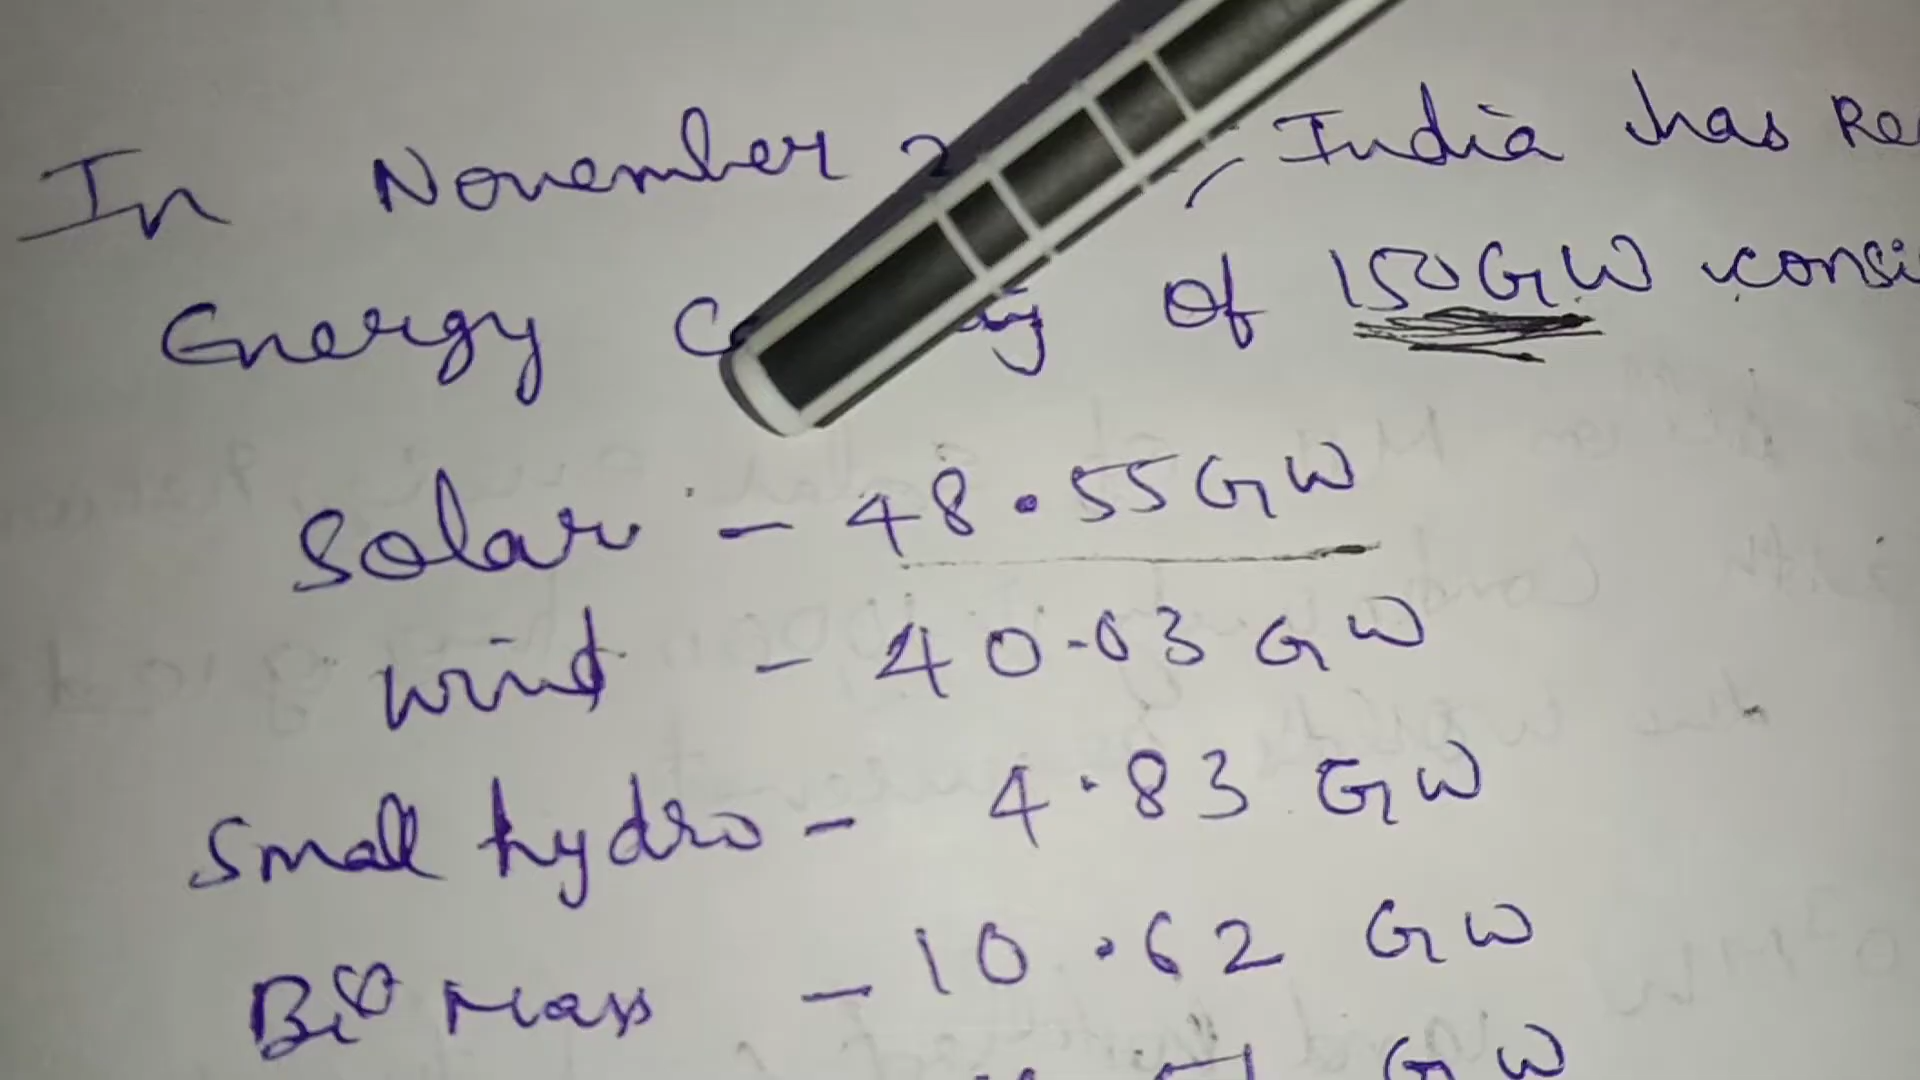 In November , India has Re
Energy of 150GW consi
Solar - 48.55GW
Wind - 40.03 GW
Small hydro - 4.83 GW
Bio Mass - 10.62 GW
GW